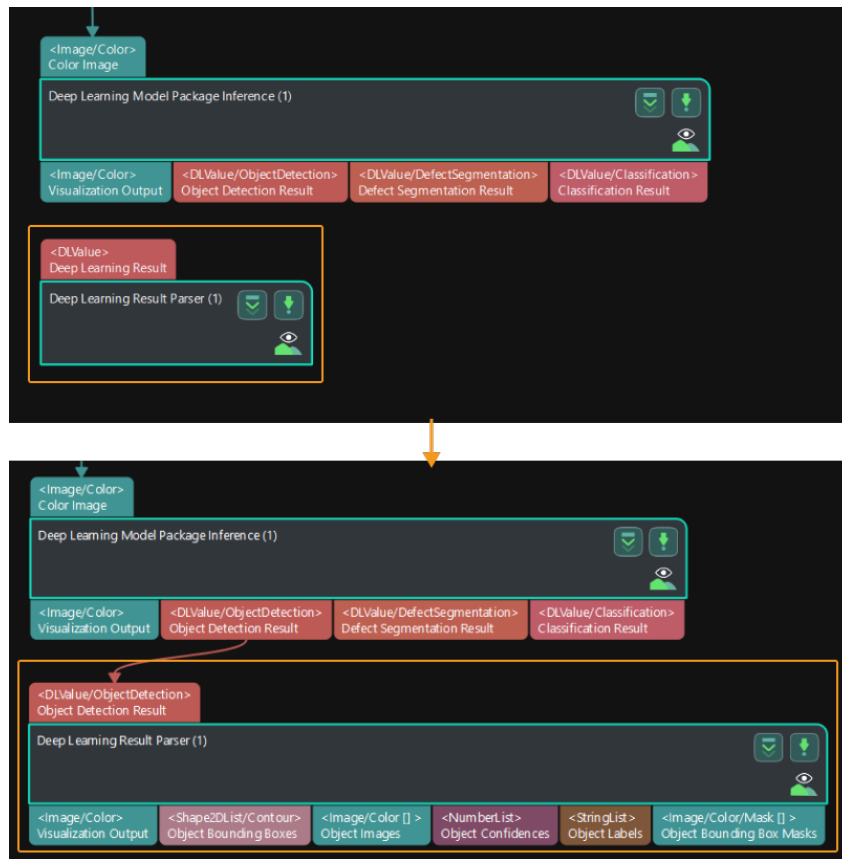 <Image/Color>
Color Image
Deep Learning Model Package Inference (1)
<Image/Color>
Visualization Output
<DLValue/ObjectDetection>
Object Detection Result
<DLValue/DefectSegmentation>
Defect Segmentation Result
<DLValue/Classification>
Classification Result
<DLValue>
Deep Learning Result
Deep Learning Result Parser (1)
<Image/Color>
Color Image
Deep Learning Model Package Inference (1)
<Image/Color>
Visualization Output
<DLValue/ObjectDetection>
Object Detection Result
<DLValue/DefectSegmentation>
Defect Segmentation Result
<DLValue/Classification>
Classification Result
<DLValue/ObjectDetection>
Object Detection Result
Deep Learning Result Parser (1)
<Image/Color>
Visualization Output
<Shape2DList/Contour>
Object Bounding Boxes
<Image/Color [] >
Object Images
<NumberList>
Object Confidences
<StringList>
Object Labels
<Image/Color/Mask [] >
Object Bounding Box Masks